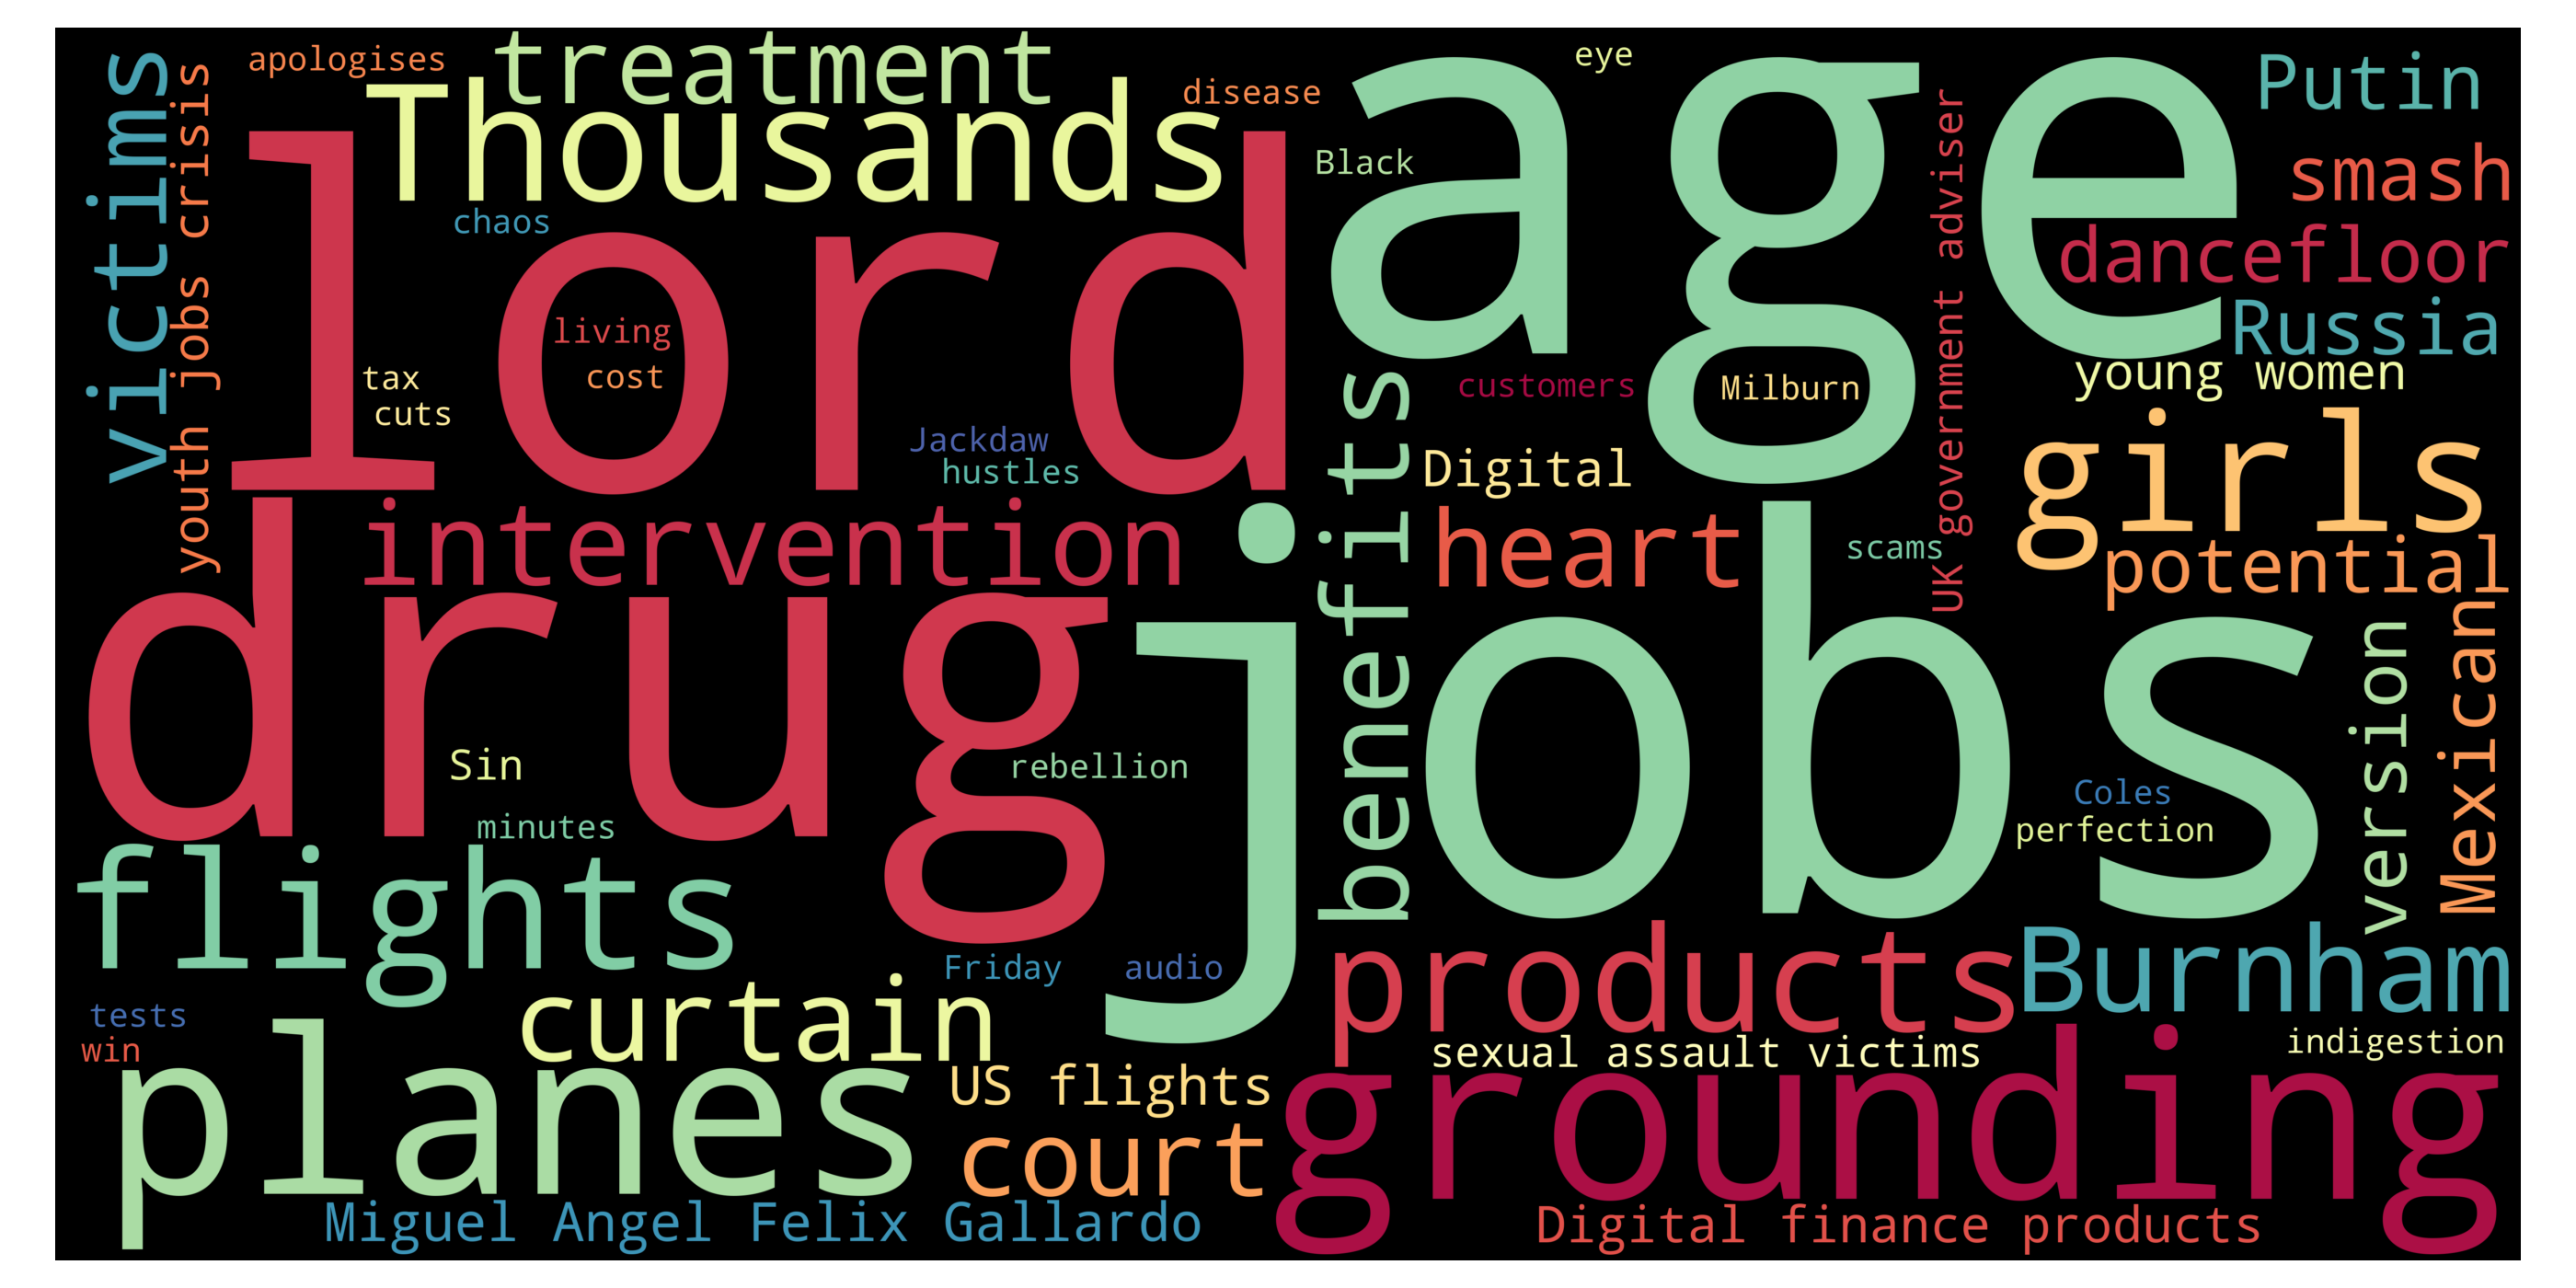 victims
youth jobs crisis
apologises
treatment
Thousands
disease
eye
age
Putin
smash
Black
UK government adviser
lord
chaos
dancefloor
Russia
living
cost
tax
cuts
customers
Milburn
young women
Jackdaw
hustles
benefits
Digital
girls
intervention
heart
scams
potential
drug
jobs
Mexican
version
Sin
rebellion
minutes
Coles
perfection
flights
Friday
audio
products
Burnham
curtain
tests
win
planes
US flights
sexual assault victims
indigestion
grounding
court
Miguel Angel Felix Gallardo
Digital finance products